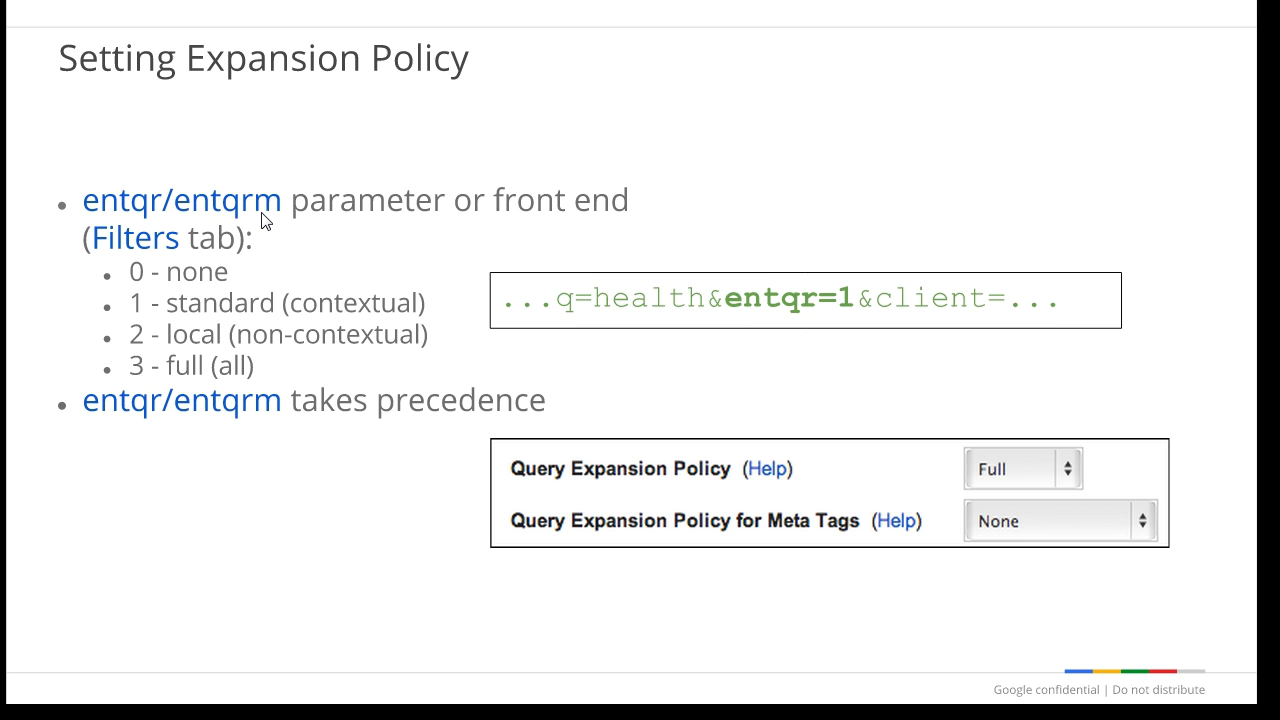 Setting Expansion Policy
• entqr/entqrm parameter or front end
(Filters tab):
• 0 - none
• 1 - standard (contextual)
• 2 - local (non-contextual)
• 3 - full (all)
• entqr/entqrm takes precedence
...q=health&entqr=1&client=...
Query Expansion Policy (Help) Full
Query Expansion Policy for Meta Tags (Help) None
Google confidential | Do not distribute